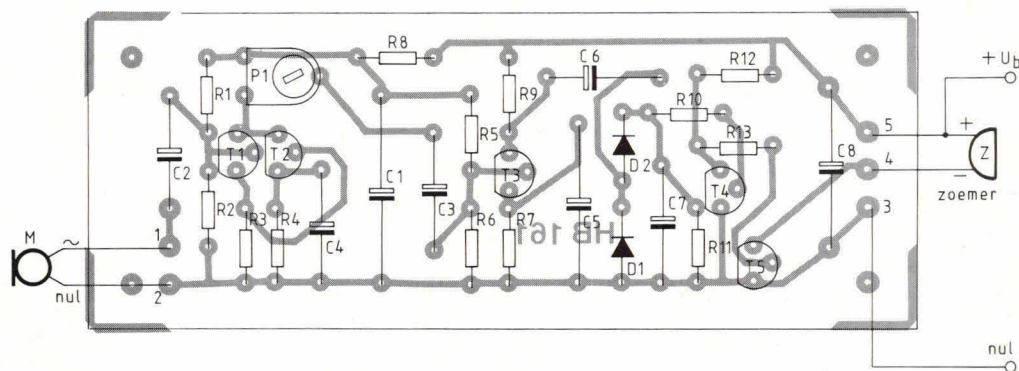 R8
C6
R12
+ Ub
P1
R1
R9
R10
5
+
R5
R13
T1
T2
D2
4
Z
C2
T3
C8
−
zoemer
C1
T4
3
C3
C7
R2
R3
R4
R6
R7
C5
M
~
1
C4
HB 161
R11
D1
T5
nul
2
nul